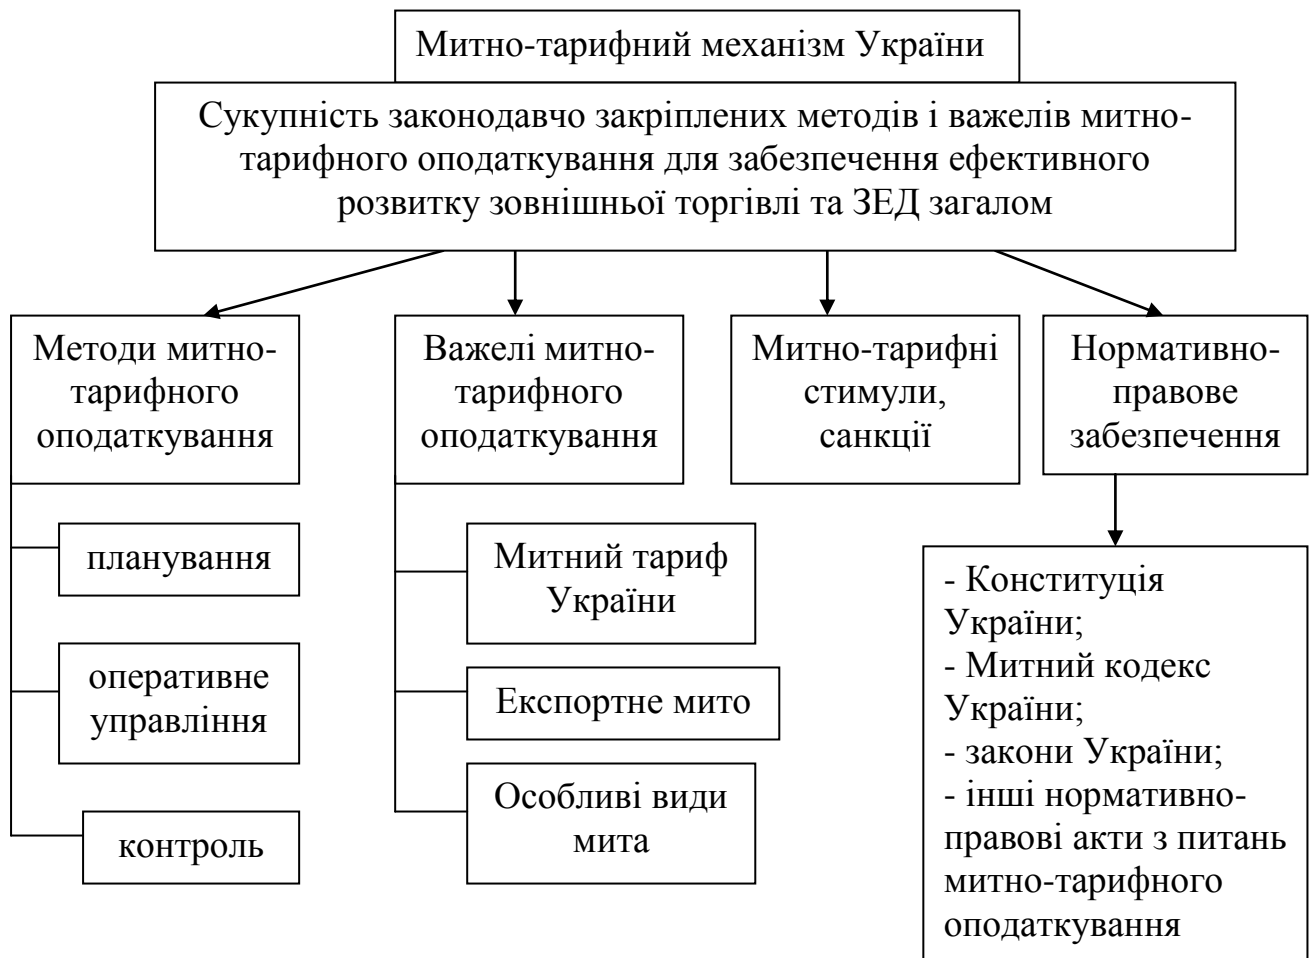 Митно-тарифний механізм України
Сукупність законодавчо закріплених методів і важелів митно-
тарифного оподаткування для забезпечення ефективного
розвитку зовнішньої торгівлі та ЗЕД загалом
Методи митно-
тарифного
оподаткування
Важелі митно-
тарифного
оподаткування
Митно-тарифні
стимули,
санкції
Нормативно-
правове
забезпечення
планування
оперативне
управління
контроль
Митний тариф
України
Експортне мито
Особливі види
мита
- Конституція
України;
- Митний кодекс
України;
- закони України;
- інші нормативно-
правові акти з питань
митно-тарифного
оподаткування